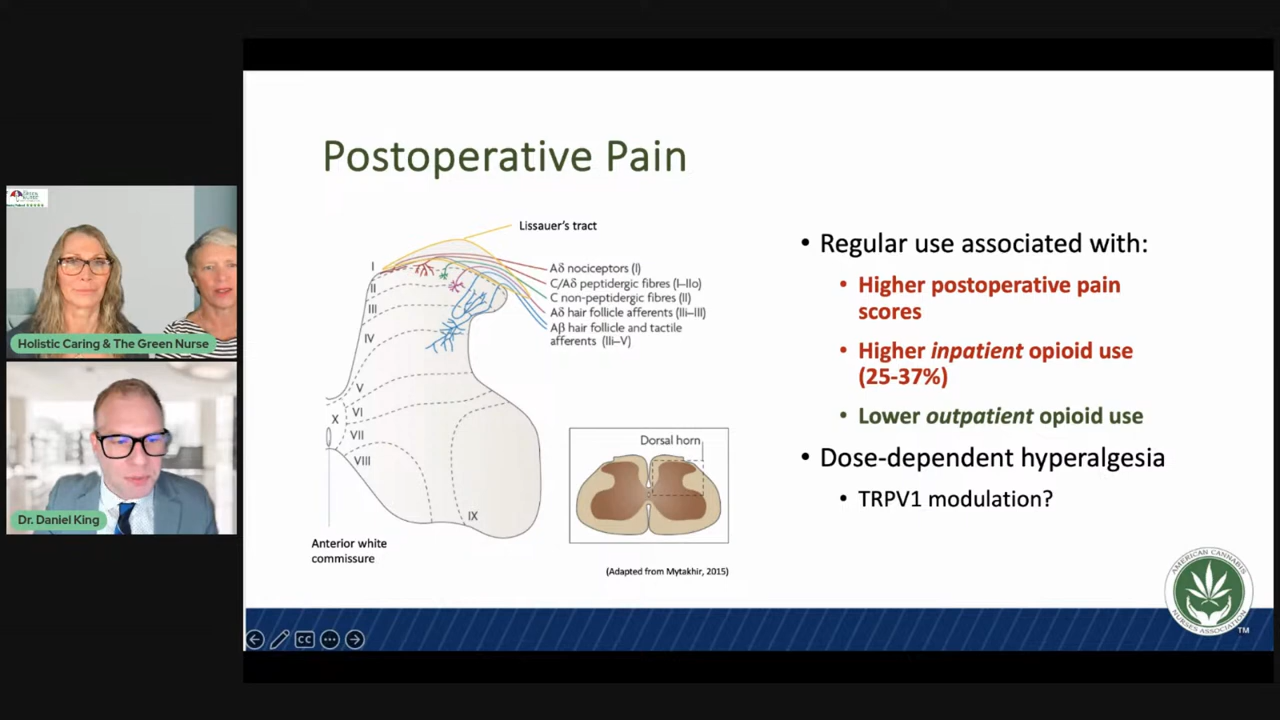 Postoperative Pain
Lissauer's tract
I
II
III
IV
V
VI
X
VII
VIII
IX
Aδ nociceptors (I)
C/Aδ peptidergic fibres (I–IIo)
C non-peptidergic fibres (II)
Aδ hair follicle afferents (IIi–III)
Aβ hair follicle and tactile
afferents (IIi–V)
Dorsal horn
Anterior white
commissure
(Adapted from Mytakhir, 2015)
• Regular use associated with:
• Higher postoperative pain
scores
• Higher inpatient opioid use
(25-37%)
• Lower outpatient opioid use
• Dose-dependent hyperalgesia
• TRPV1 modulation?
Holistic Caring & The Green Nurse
Dr. Daniel King
AMERICAN CANNABIS
NURSES ASSOCIATION
TM
CC